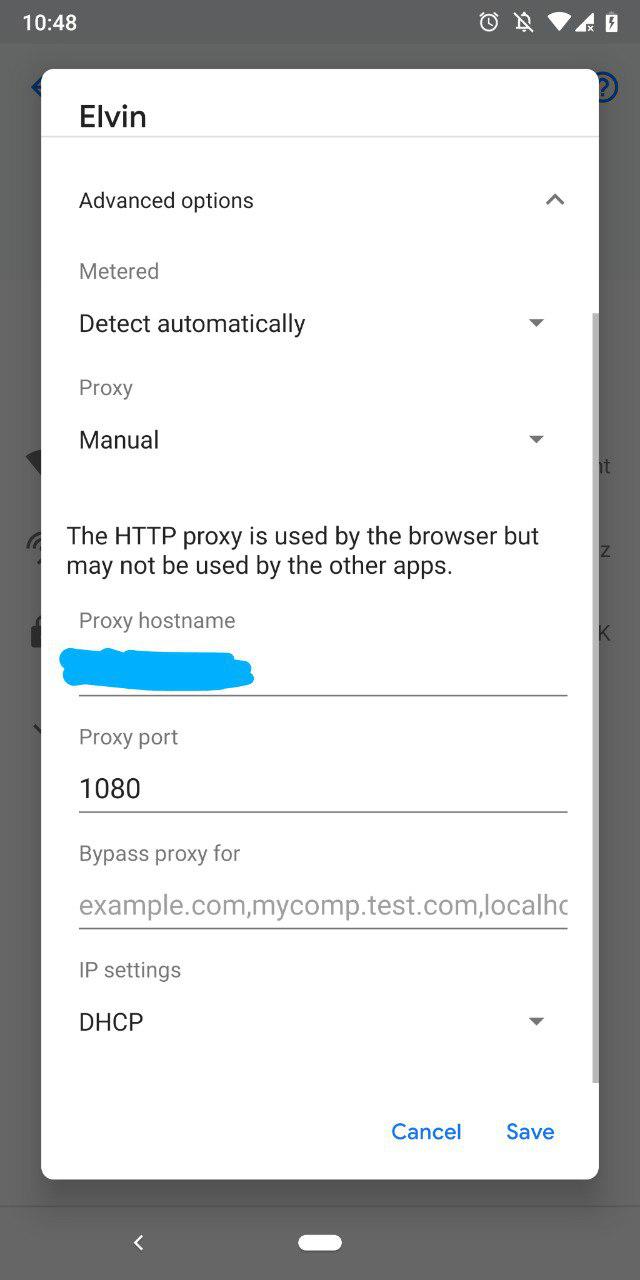 10:48
Elvin
Advanced options
Metered
Detect automatically
Proxy
Manual
The HTTP proxy is used by the browser but
may not be used by the other apps.
Proxy hostname
Proxy port
1080
Bypass proxy for
example.com,mycomp.test.com,localho
IP settings
DHCP
Cancel
Save